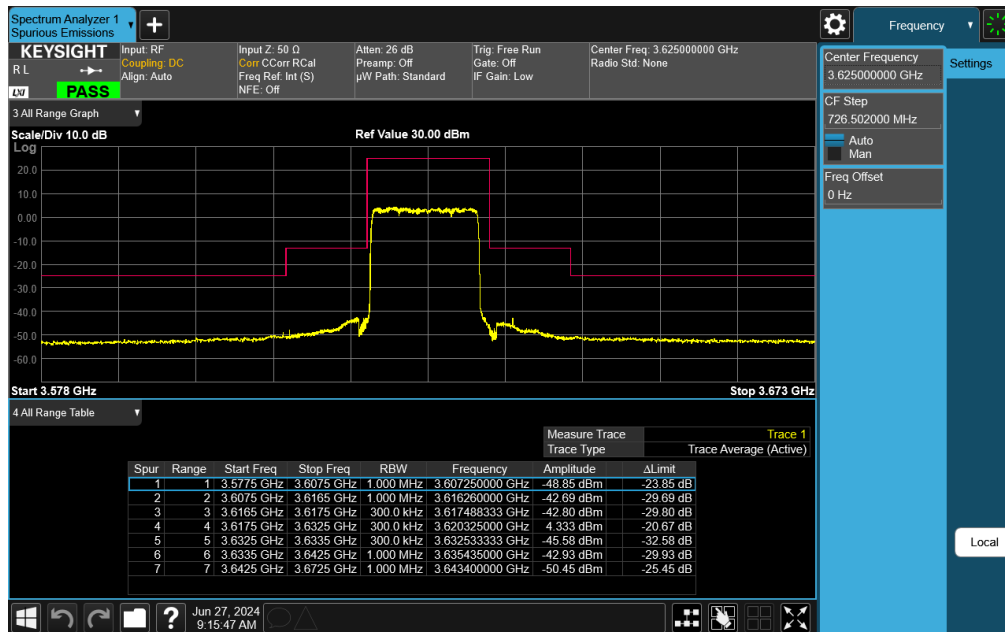 Spectrum Analyzer 1
Spurious Emissions
▼
+
Frequency
▼
KEYSIGHT
R L
LXI
PASS
Input: RF
Coupling: DC
Align: Auto
Input Z: 50 Ω
Corr CCorr RCal
Freq Ref: Int (S)
NFE: Off
Atten: 26 dB
Preamp: Off
µW Path: Standard
Trig: Free Run
Gate: Off
IF Gain: Low
Center Freq: 3.625000000 GHz
Radio Std: None
Center Frequency
3.625000000 GHz
Settings
CF Step
726.502000 MHz
Auto
Man
Freq Offset
0 Hz
Local
3 All Range Graph ▼
Scale/Div 10.0 dB Ref Value 30.00 dBm
Log
20.0
10.0
0.00
-10.0
-20.0
-30.0
-40.0
-50.0
-60.0
Start 3.578 GHz Stop 3.673 GHz
4 All Range Table ▼
Measure Trace Trace 1
Trace Type Trace Average (Active)
Spur Range Start Freq Stop Freq RBW Frequency Amplitude ΔLimit
1 1 3.5775 GHz 3.6075 GHz 1.000 MHz 3.607250000 GHz -48.85 dBm -23.85 dB
2 2 3.6075 GHz 3.6165 GHz 1.000 MHz 3.616260000 GHz -42.69 dBm -29.69 dB
3 3 3.6165 GHz 3.6175 GHz 300.0 kHz 3.617488333 GHz -42.80 dBm -29.80 dB
4 4 3.6175 GHz 3.6325 GHz 300.0 kHz 3.620325000 GHz 4.333 dBm -20.67 dB
5 5 3.6325 GHz 3.6335 GHz 300.0 kHz 3.632533333 GHz -45.58 dBm -32.58 dB
6 6 3.6335 GHz 3.6425 GHz 1.000 MHz 3.635435000 GHz -42.93 dBm -29.93 dB
7 7 3.6425 GHz 3.6725 GHz 1.000 MHz 3.643400000 GHz -50.45 dBm -25.45 dB
?
Jun 27, 2024
9:15:47 AM